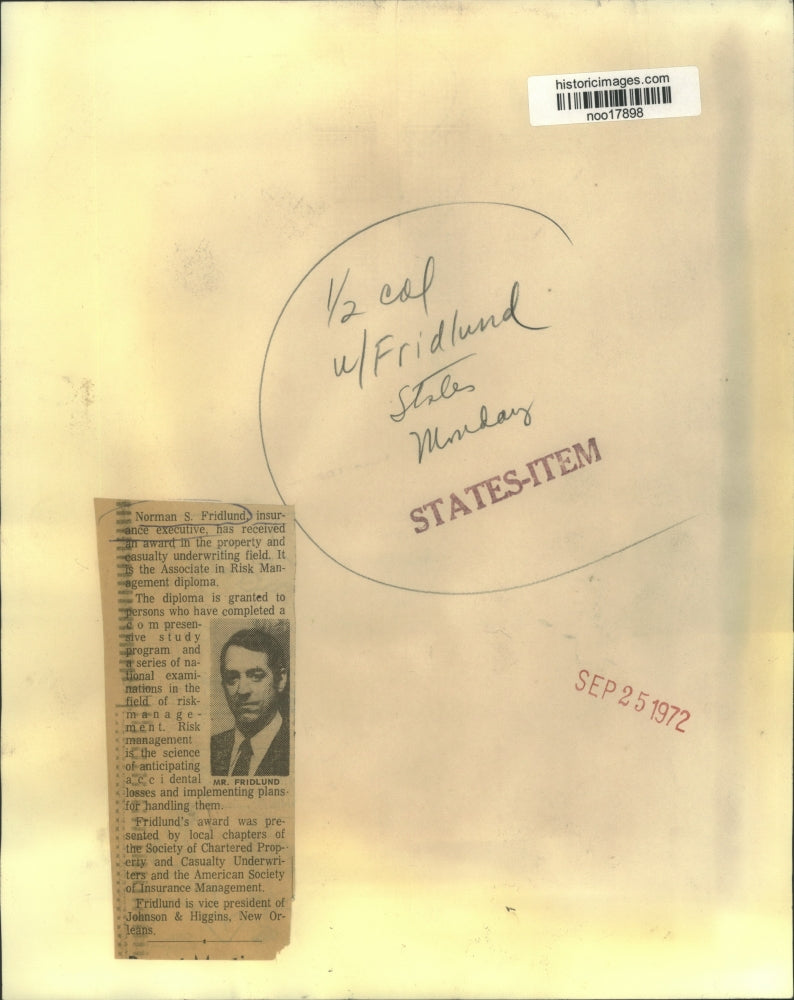 historicimages.com
noo17898
1/2 col
w/Fridlund
States
Monday
STATES-ITEM
SEP 25 1972
Norman S. Fridlund, insur-
ance executive, has received
an award in the property and
casualty underwriting field. It
is the Associate in Risk Man-
agement diploma.
The diploma is granted to
persons who have completed a
c o m presen-
sive study
program and
a series of na-
tional exami-
nations in the
field of risk-
m a n a g e -
ment. Risk
management
is the science
of anticipating
a c c i dental
MR. FRIDLUND
losses and implementing plans
for handling them.
Fridlund's award was pre-
sented by local chapters of
the Society of Chartered Prop-
erty and Casualty Underwri-
ters and the American Society
of Insurance Management.
Fridlund is vice president of
Johnson & Higgins, New Or-
leans.